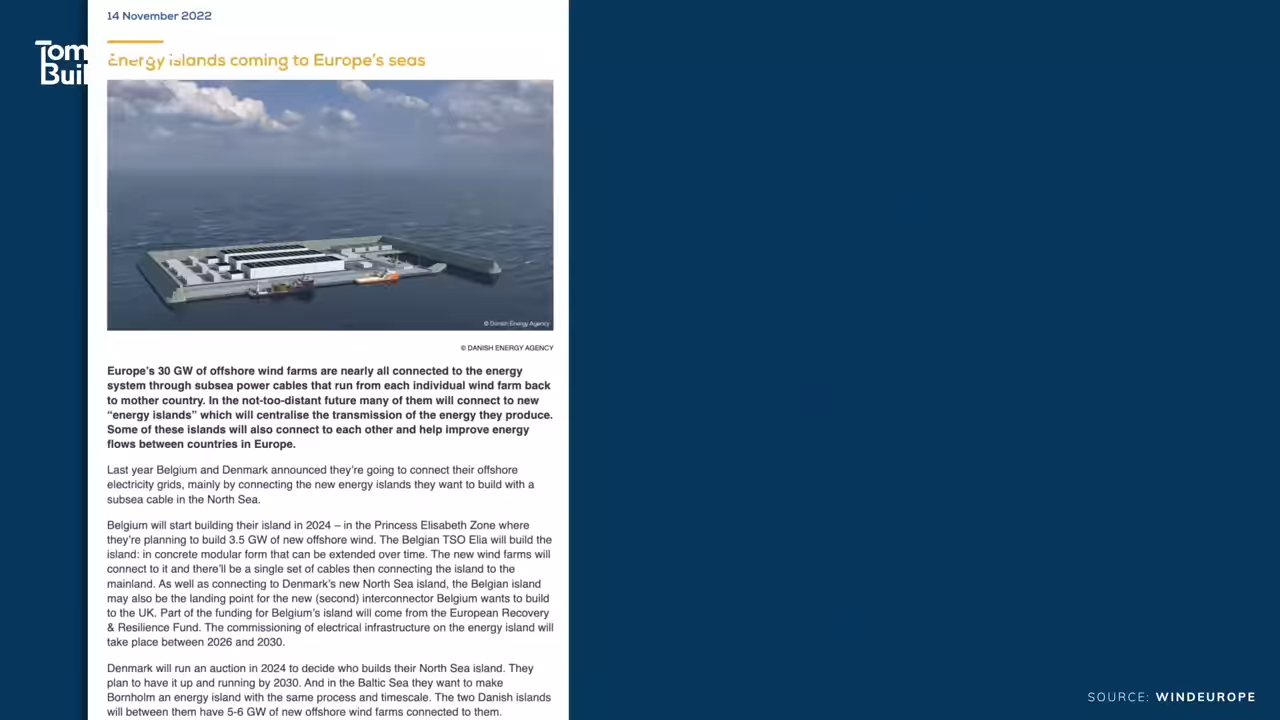 14 November 2022
Tom
Buil
Energy islands coming to Europe's seas
© Danish Energy Agency
© DANISH ENERGY AGENCY
Europe's 30 GW of offshore wind farms are nearly all connected to the energy
system through subsea power cables that run from each individual wind farm back
to mother country. In the not-too-distant future many of them will connect to new
“energy islands” which will centralise the transmission of the energy they produce.
Some of these islands will also connect to each other and help improve energy
flows between countries in Europe.
Last year Belgium and Denmark announced they're going to connect their offshore
electricity grids, mainly by connecting the new energy islands they want to build with a
subsea cable in the North Sea.
Belgium will start building their island in 2024 – in the Princess Elisabeth Zone where
they're planning to build 3.5 GW of new offshore wind. The Belgian TSO Elia will build the
island: in concrete modular form that can be extended over time. The new wind farms will
connect to it and there'll be a single set of cables then connecting the island to the
mainland. As well as connecting to Denmark's new North Sea island, the Belgian island
may also be the landing point for the new (second) interconnector Belgium wants to build
to the UK. Part of the funding for Belgium's island will come from the European Recovery
& Resilience Fund. The commissioning of electrical infrastructure on the energy island will
take place between 2026 and 2030.
Denmark will run an auction in 2024 to decide who builds their North Sea island. They
plan to have it up and running by 2030. And in the Baltic Sea they want to make
Bornholm an energy island with the same process and timescale. The two Danish islands
will between them have 5-6 GW of new offshore wind farms connected to them.
SOURCE: WINDEUROPE